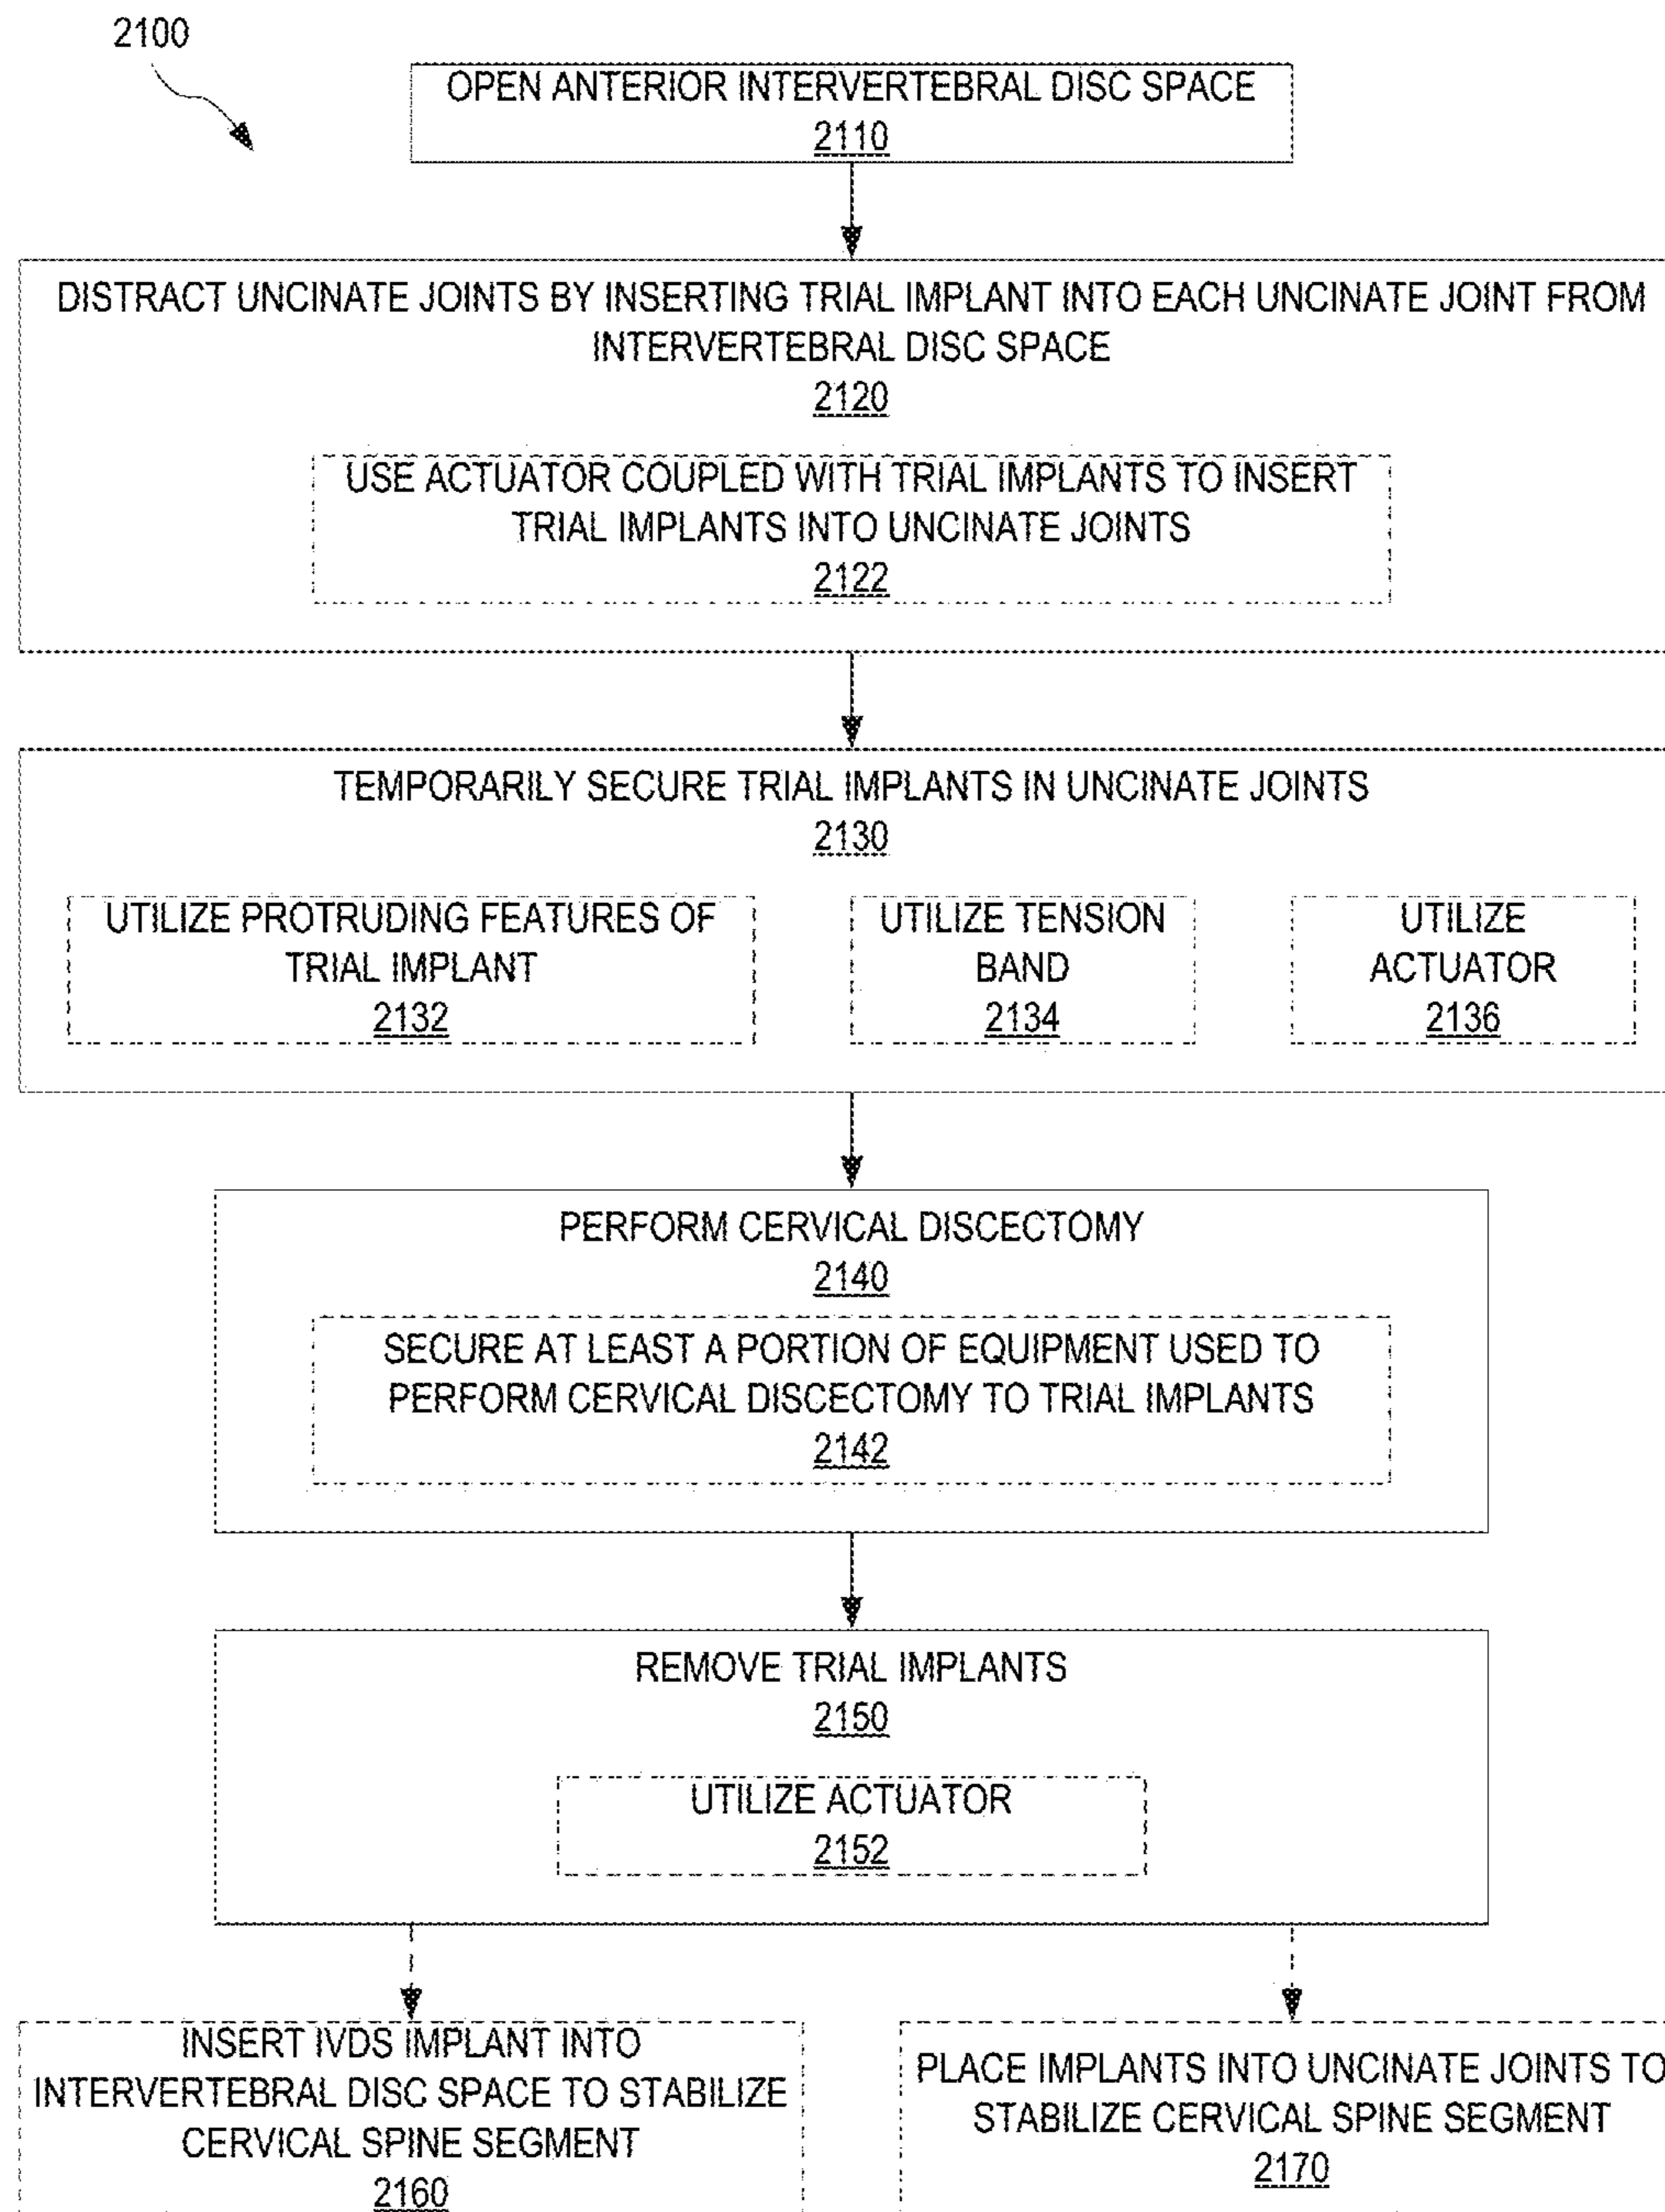 2100
OPEN ANTERIOR INTERVERTEBRAL DISC SPACE
2110
DISTRACT UNCINATE JOINTS BY INSERTING TRIAL IMPLANT INTO EACH UNCINATE JOINT FROM
INTERVERTEBRAL DISC SPACE
2120
USE ACTUATOR COUPLED WITH TRIAL IMPLANTS TO INSERT
TRIAL IMPLANTS INTO UNCINATE JOINTS
2122
TEMPORARILY SECURE TRIAL IMPLANTS IN UNCINATE JOINTS
2130
UTILIZE PROTRUDING FEATURES OF
TRIAL IMPLANT
2132
UTILIZE TENSION
BAND
2134
UTILIZE
ACTUATOR
2136
PERFORM CERVICAL DISCECTOMY
2140
SECURE AT LEAST A PORTION OF EQUIPMENT USED TO
PERFORM CERVICAL DISCECTOMY TO TRIAL IMPLANTS
2142
REMOVE TRIAL IMPLANTS
2150
UTILIZE ACTUATOR
2152
INSERT IVDS IMPLANT INTO
INTERVERTEBRAL DISC SPACE TO STABILIZE
CERVICAL SPINE SEGMENT
2160
PLACE IMPLANTS INTO UNCINATE JOINTS TO
STABILIZE CERVICAL SPINE SEGMENT
2170